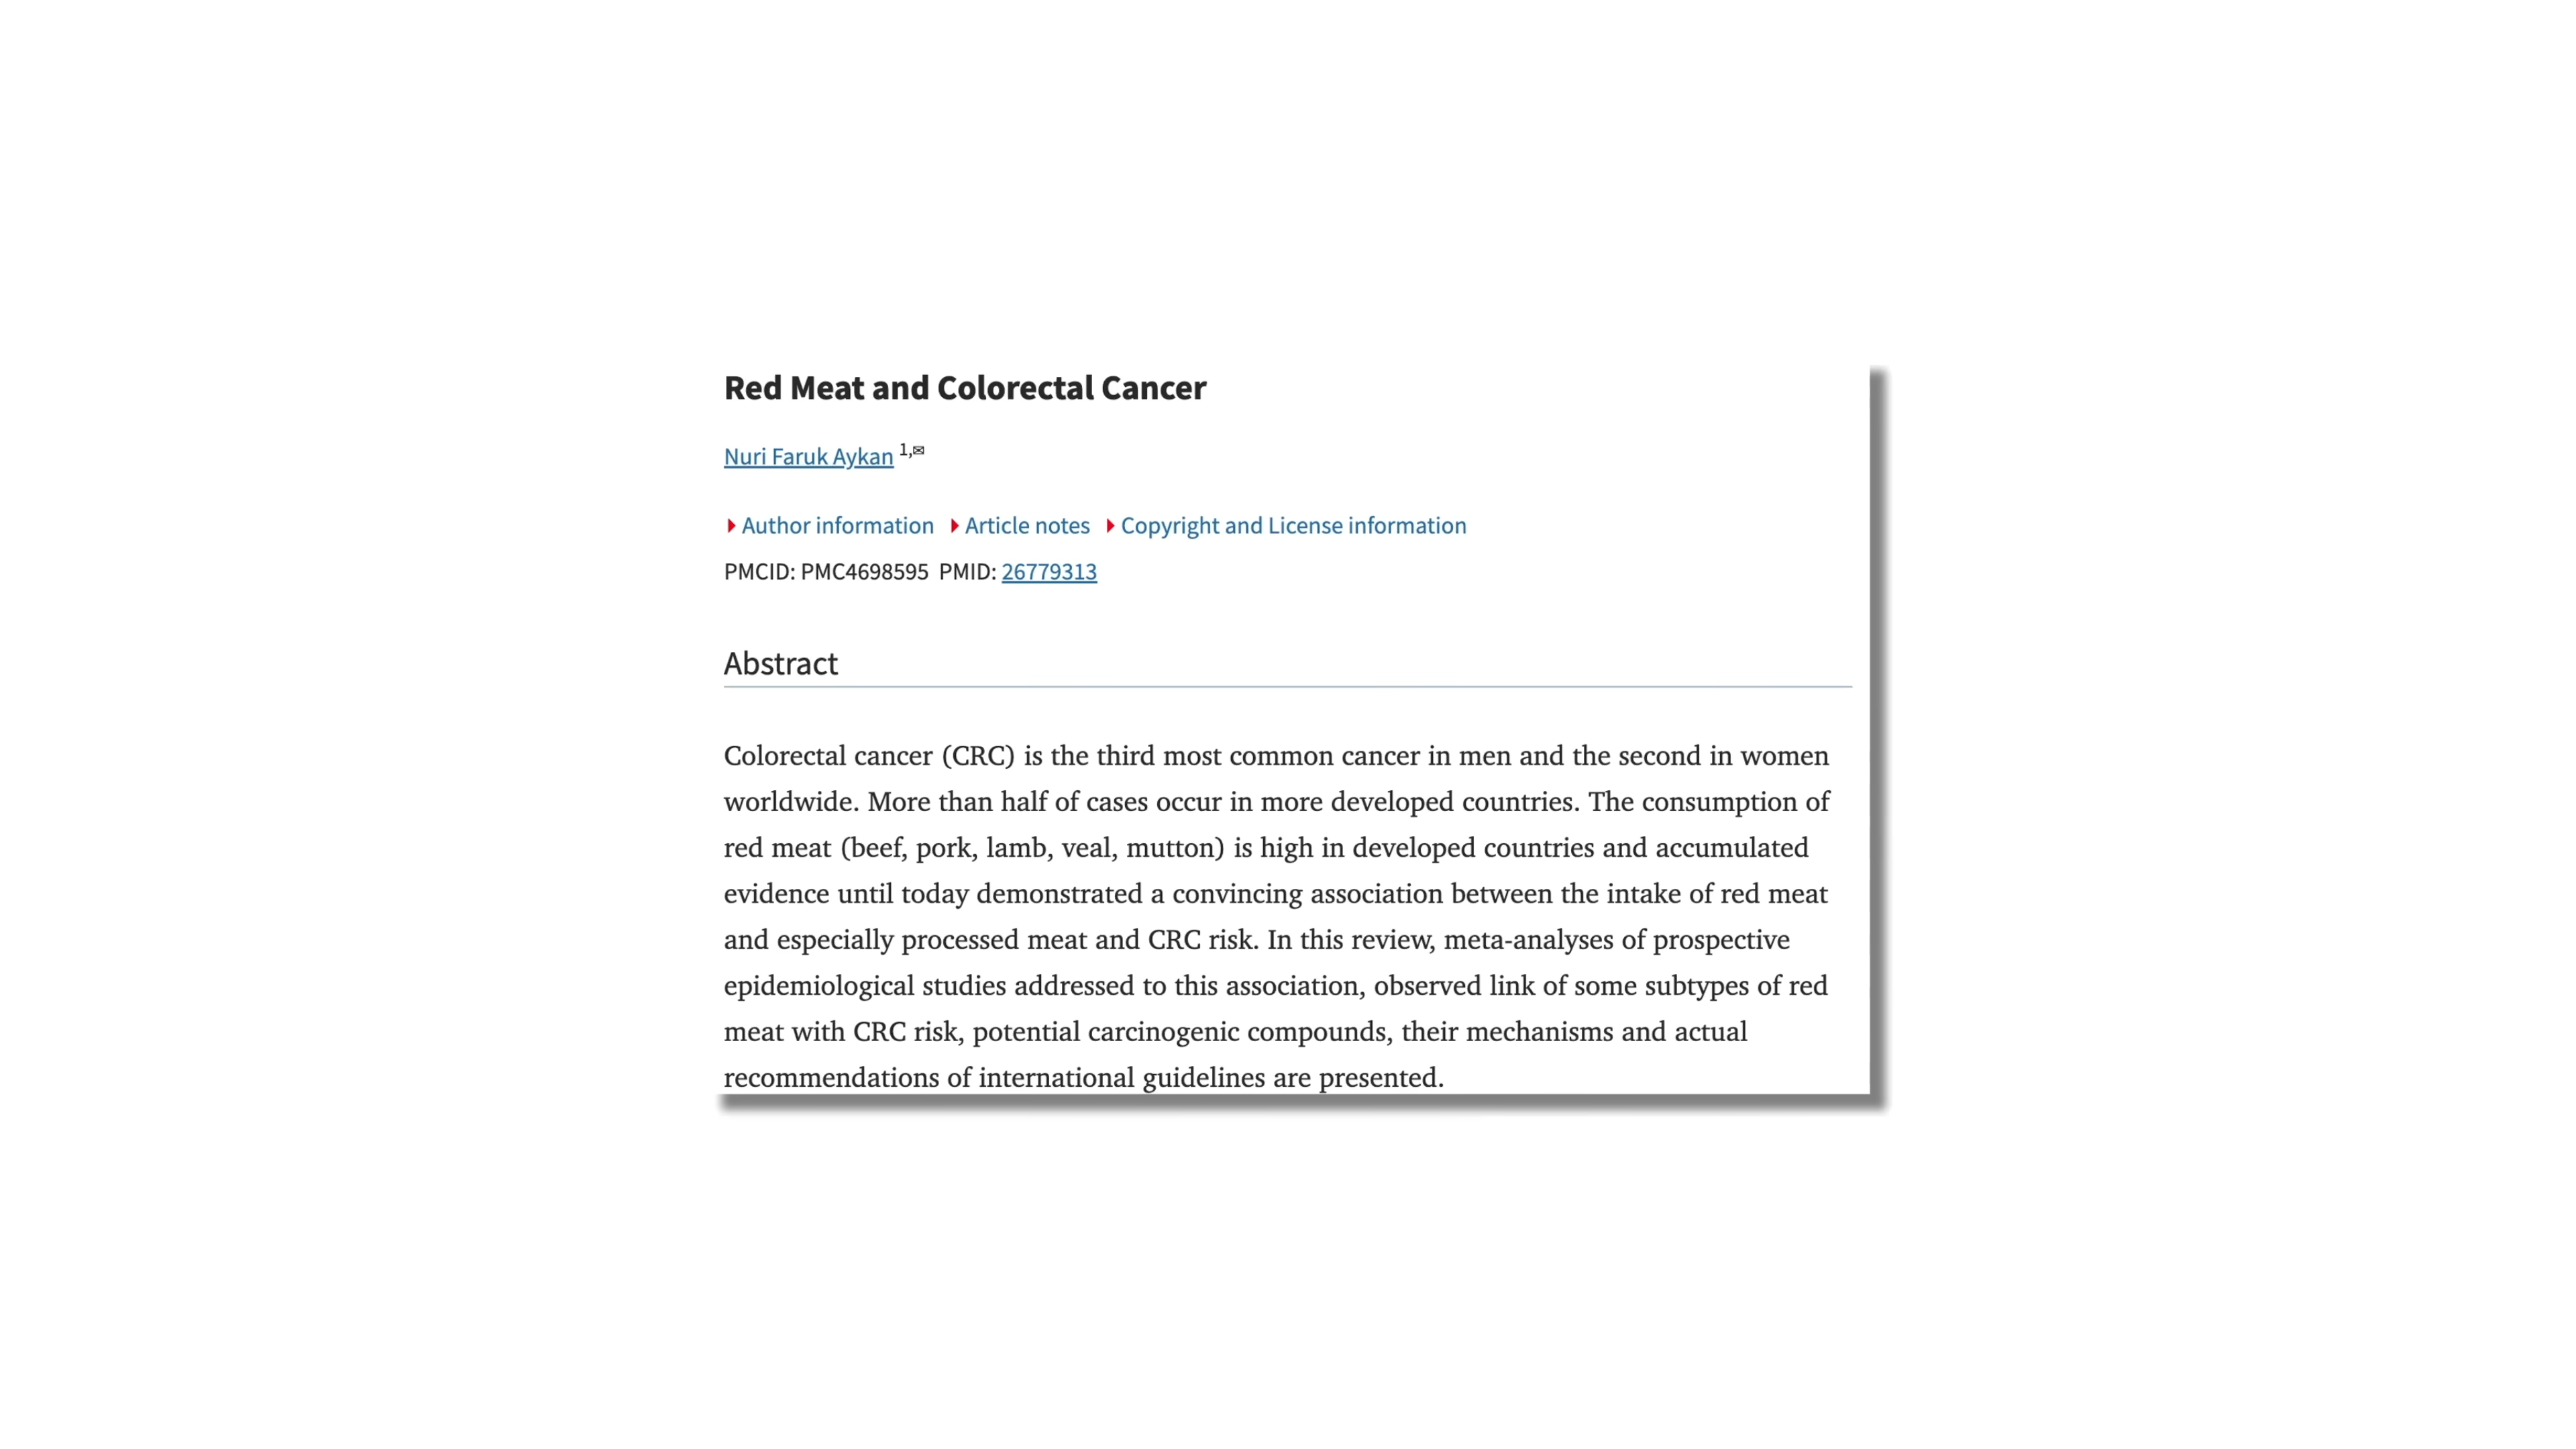 Red Meat and Colorectal Cancer
Nuri Faruk Aykan 1,✉
Author information Article notes Copyright and License information
PMCID: PMC4698595 PMID: 26779313
Abstract
Colorectal cancer (CRC) is the third most common cancer in men and the second in women
worldwide. More than half of cases occur in more developed countries. The consumption of
red meat (beef, pork, lamb, veal, mutton) is high in developed countries and accumulated
evidence until today demonstrated a convincing association between the intake of red meat
and especially processed meat and CRC risk. In this review, meta-analyses of prospective
epidemiological studies addressed to this association, observed link of some subtypes of red
meat with CRC risk, potential carcinogenic compounds, their mechanisms and actual
recommendations of international guidelines are presented.